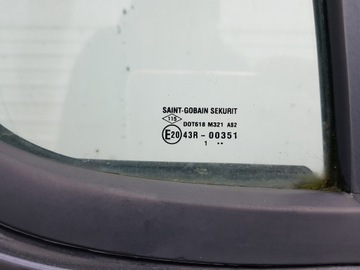 SAINT-GOBAIN SEKURIT
115
DOT618 M321 AS2
E20 43R-00351
1 ..